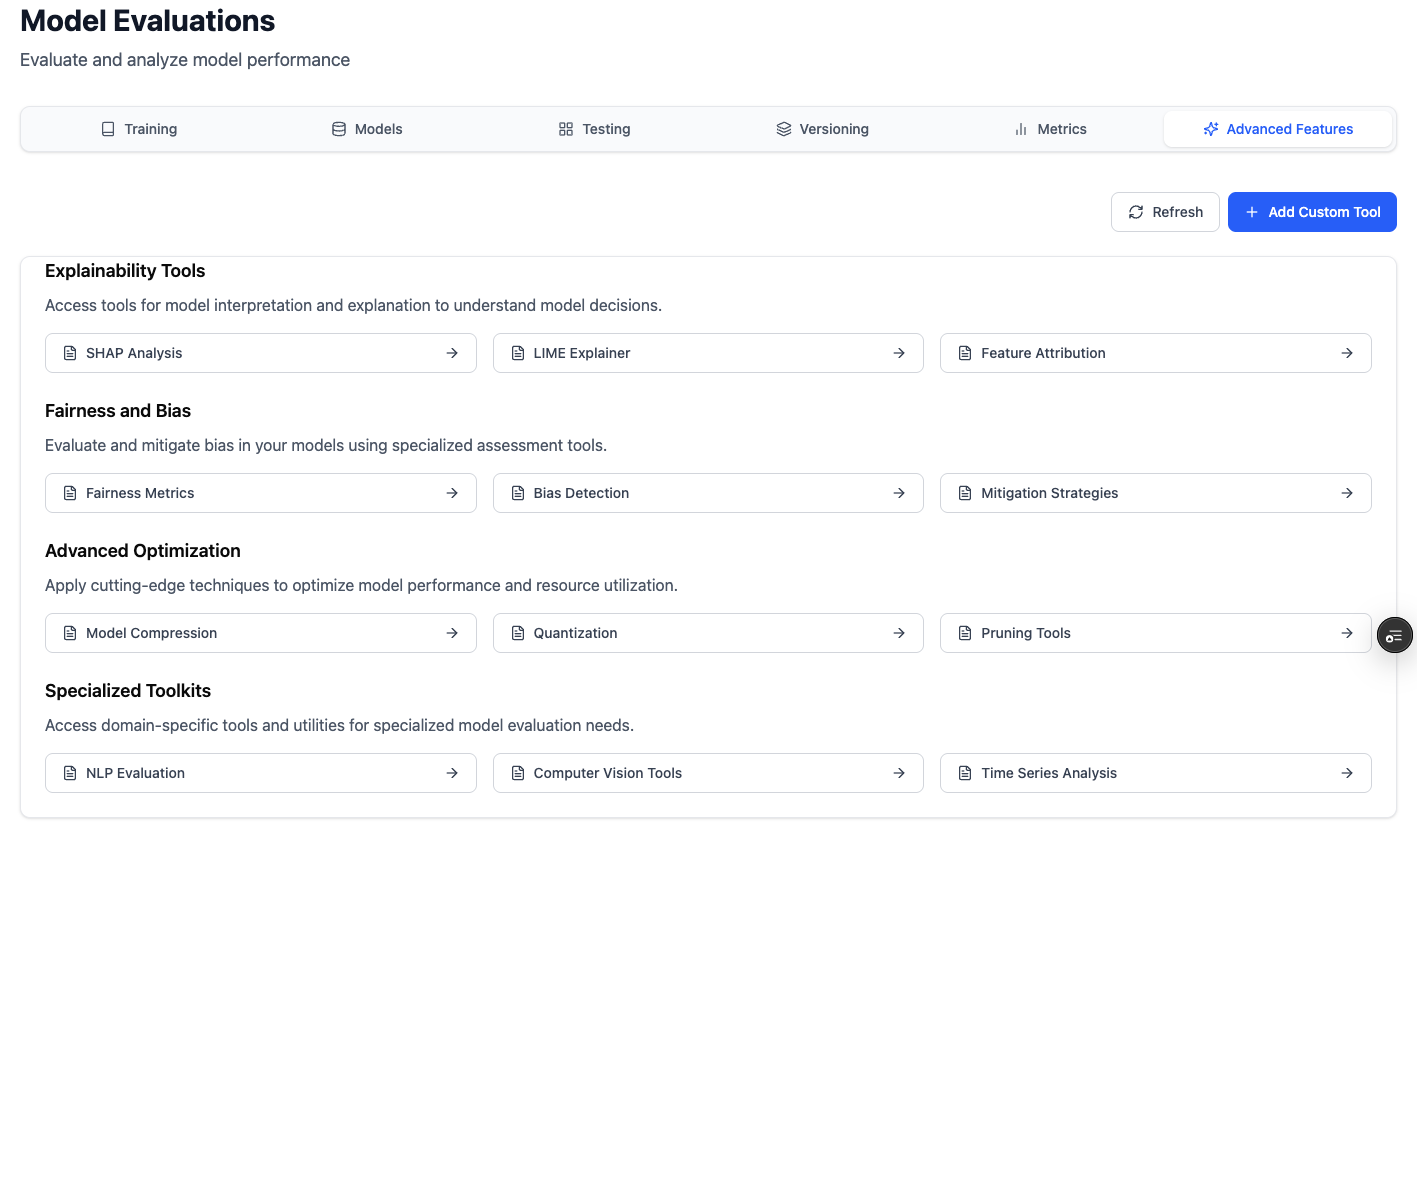 Model Evaluations
Evaluate and analyze model performance
Training Models Testing Versioning Metrics Advanced Features
Refresh Add Custom Tool
Explainability Tools
Access tools for model interpretation and explanation to understand model decisions.
SHAP Analysis LIME Explainer Feature Attribution
Fairness and Bias
Evaluate and mitigate bias in your models using specialized assessment tools.
Fairness Metrics Bias Detection Mitigation Strategies
Advanced Optimization
Apply cutting-edge techniques to optimize model performance and resource utilization.
Model Compression Quantization Pruning Tools
Specialized Toolkits
Access domain-specific tools and utilities for specialized model evaluation needs.
NLP Evaluation Computer Vision Tools Time Series Analysis